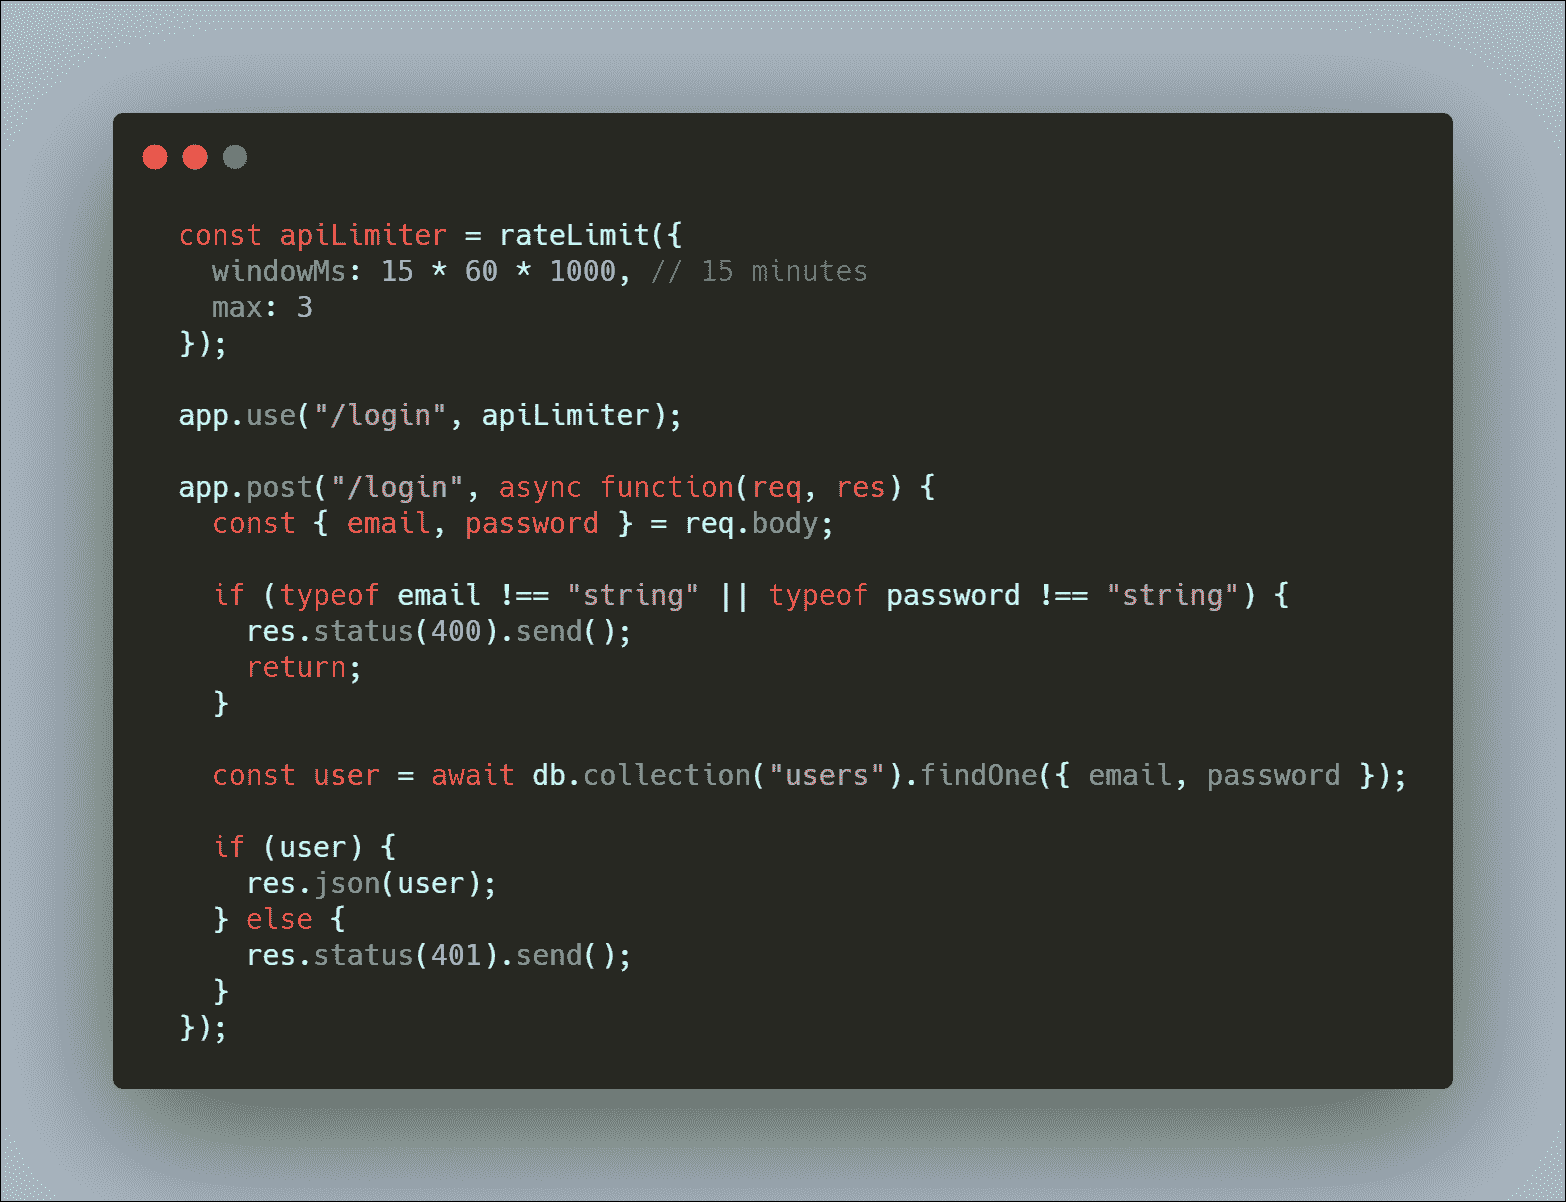 const apiLimiter = rateLimit({
  windowMs: 15 * 60 * 1000, // 15 minutes
  max: 3
});

app.use("/login", apiLimiter);

app.post("/login", async function(req, res) {
  const { email, password } = req.body;

  if (typeof email !== "string" || typeof password !== "string") {
    res.status(400).send();
    return;
  }

  const user = await db.collection("users").findOne({ email, password });

  if (user) {
    res.json(user);
  } else {
    res.status(401).send();
  }
});